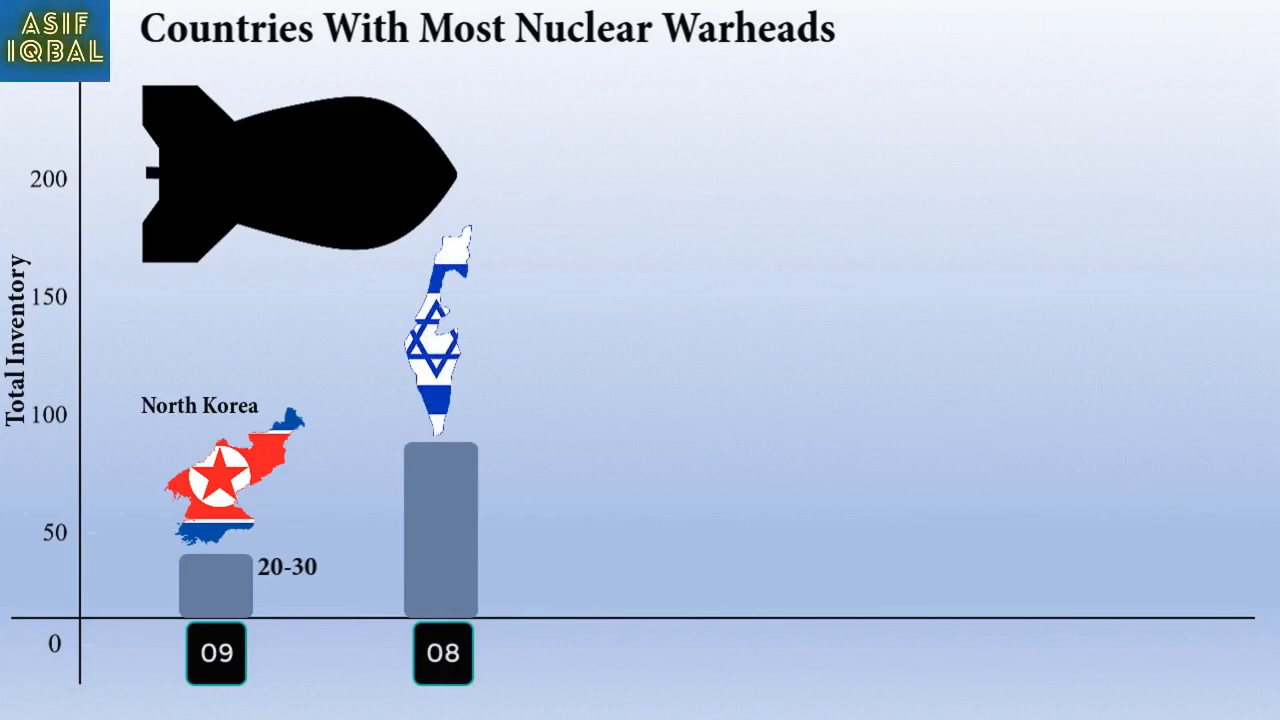 ASIF
IQBAL
Countries With Most Nuclear Warheads
Total Inventory
200
150
100
50
0
North Korea
20-30
09
08